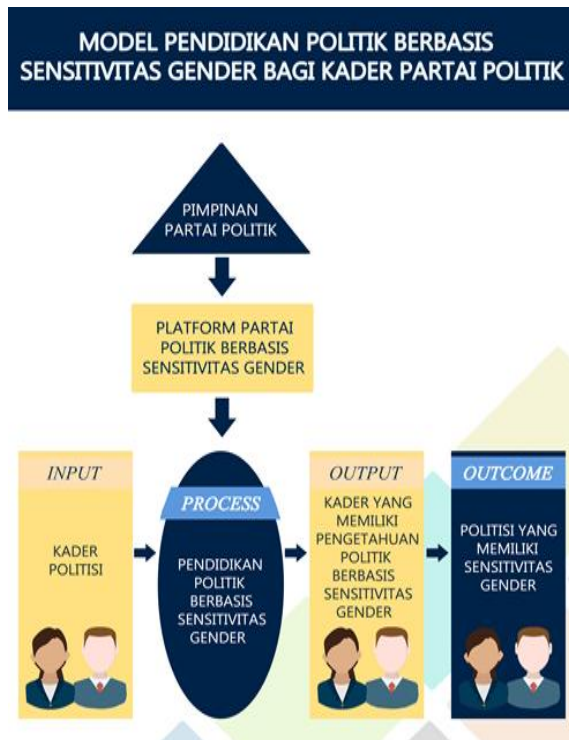 MODEL PENDIDIKAN POLITIK BERBASIS
SENSITIVITAS GENDER BAGI KADER PARTAI POLITIK
PIMPINAN
PARTAI POLITIK
PLATFORM PARTAI
POLITIK BERBASIS
SENSITIVITAS GENDER
INPUT
KADER
POLITISI
PROCESS
PENDIDIKAN
POLITIK
BERBASIS
SENSITIVITAS
GENDER
OUTPUT
KADER YANG
MEMILIKI
PENGETAHUAN
POLITIK
BERBASIS
SENSITIVITAS
GENDER
OUTCOME
POLITISI YANG
MEMILIKI
SENSITIVITAS
GENDER